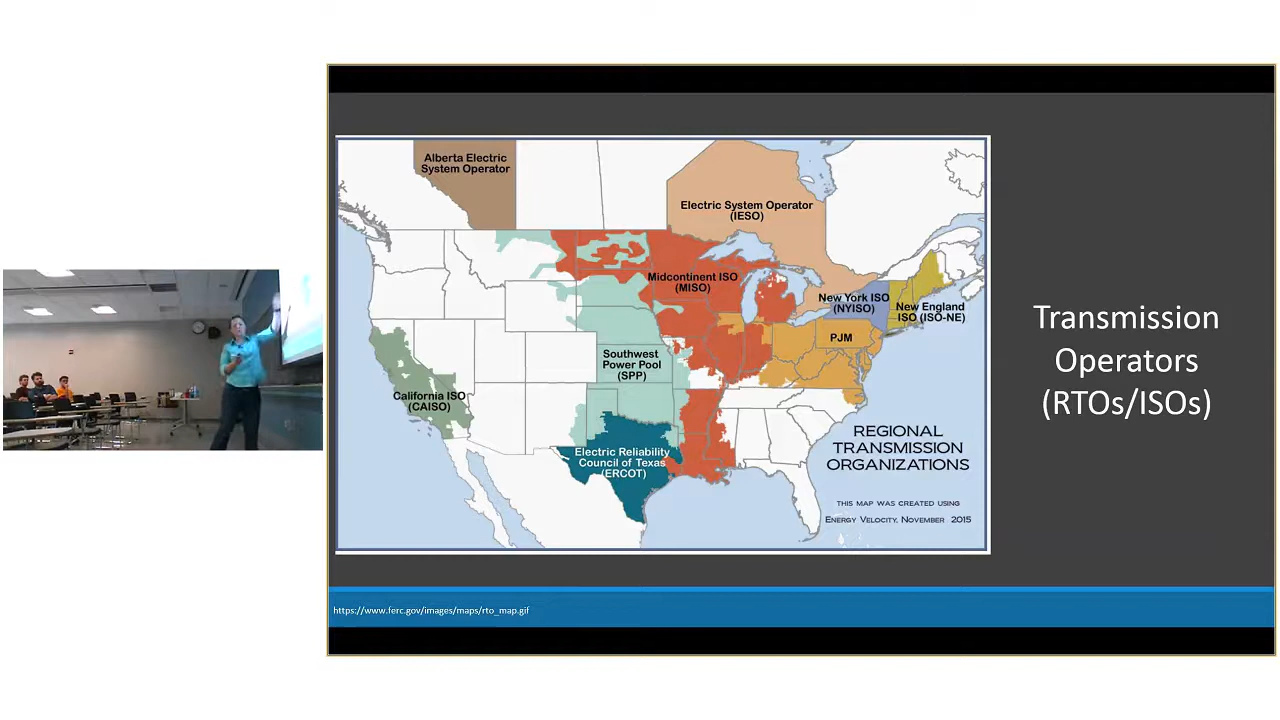 Alberta Electric
System Operator
Electric System Operator
(IESO)
Midcontinent ISO
(MISO)
New York ISO
(NYISO)
New England
ISO (ISO-NE)
PJM
Southwest
Power Pool
(SPP)
California ISO
(CAISO)
Electric Reliability
Council of Texas
(ERCOT)
REGIONAL
TRANSMISSION
ORGANIZATIONS
THIS MAP WAS CREATED USING
ENERGY VELOCITY, NOVEMBER 2015
Transmission
Operators
(RTOs/ISOs)
https://www.ferc.gov/images/maps/rto_map.gif